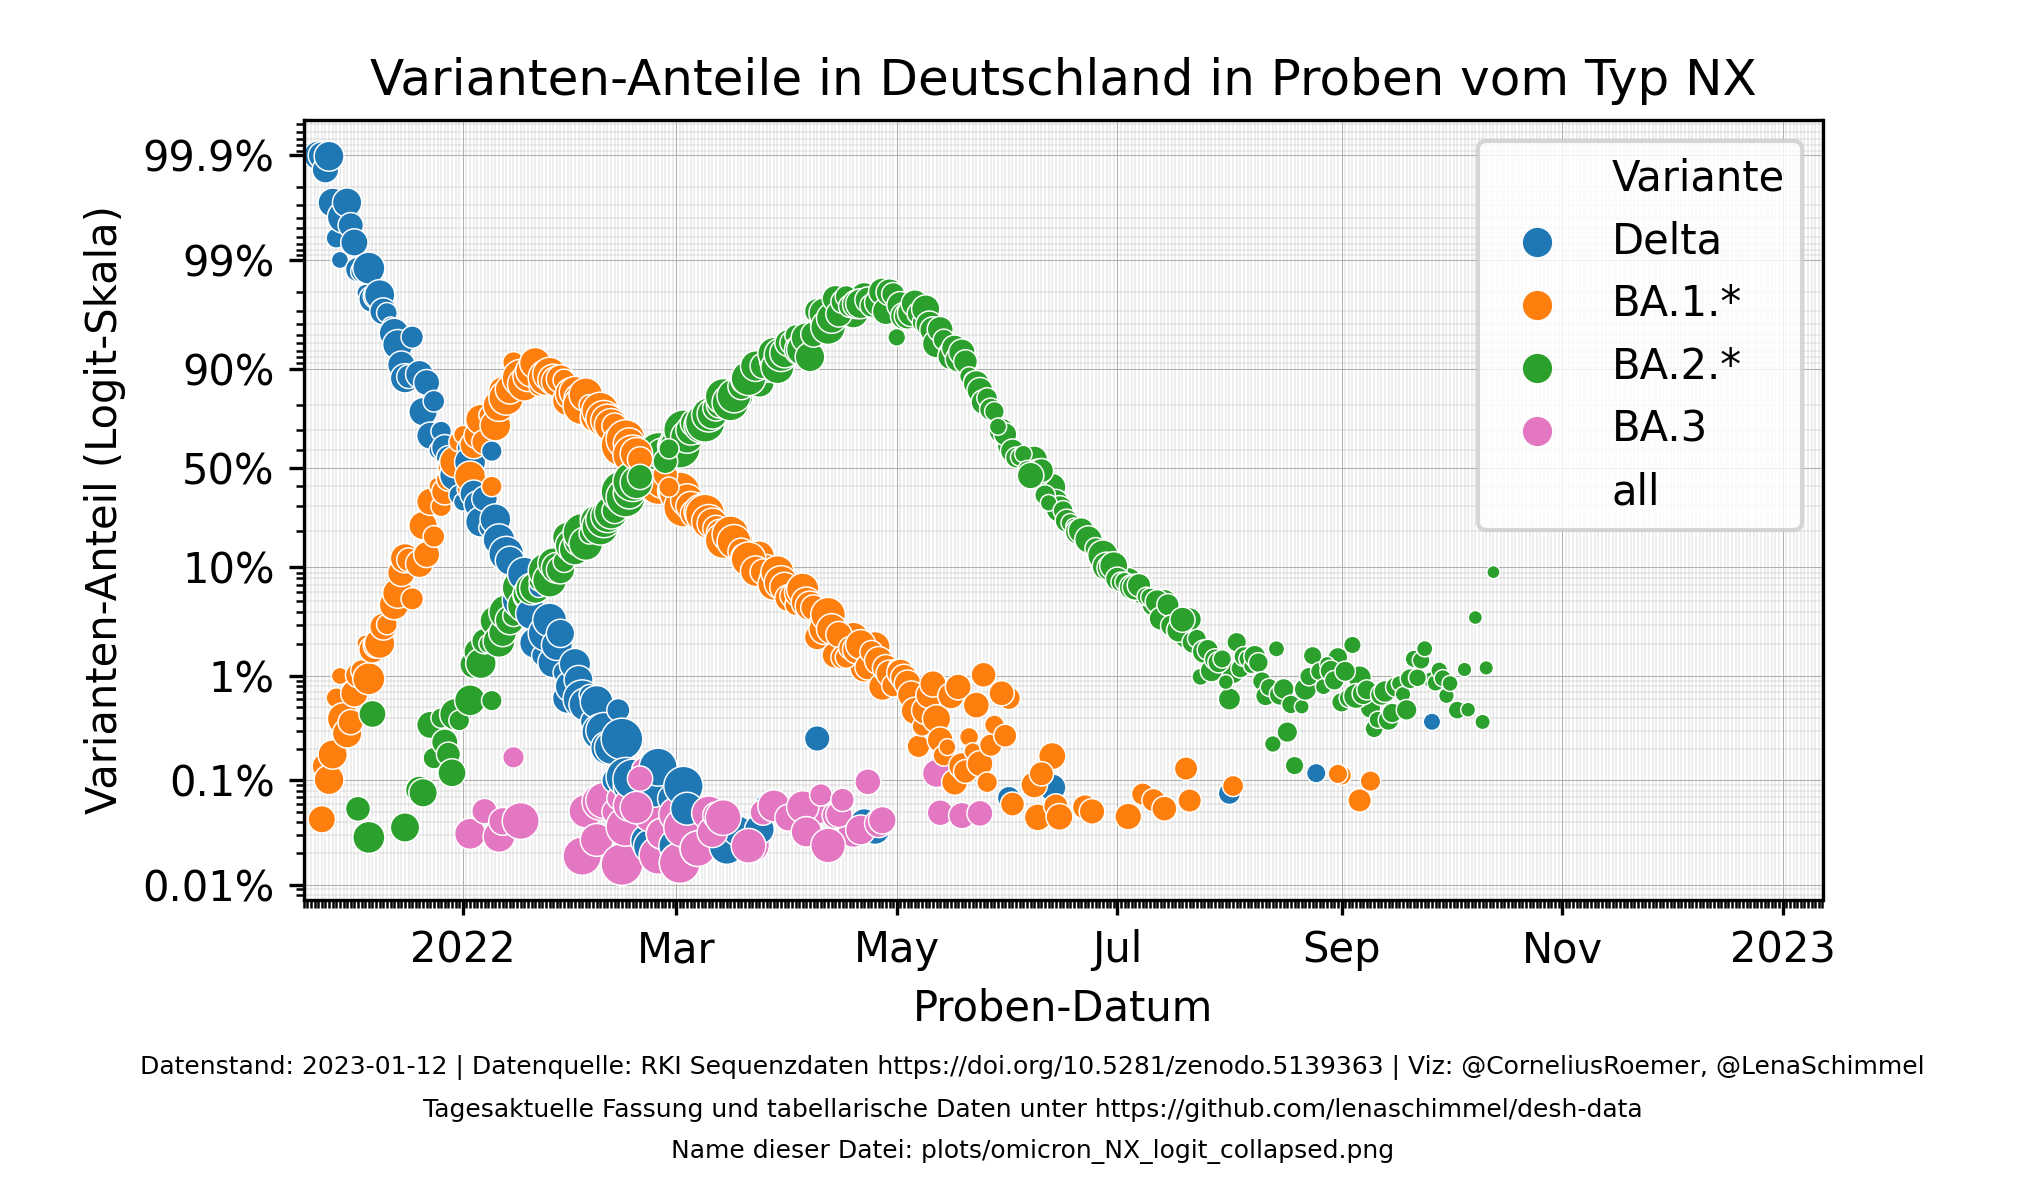 Varianten-Anteile in Deutschland in Proben vom Typ NX
Varianten-Anteil (Logit-Skala)
99.9%
99%
90%
50%
10%
1%
0.1%
0.01%
Variante
Delta
BA.1.*
BA.2.*
BA.3
all
2022
Mar
May
Jul
Sep
Nov
2023
Proben-Datum
Datenstand: 2023-01-12 | Datenquelle: RKI Sequenzdaten https://doi.org/10.5281/zenodo.5139363 | Viz: @CorneliusRoemer, @LenaSchimmel
Tagesaktuelle Fassung und tabellarische Daten unter https://github.com/lenaschimmel/desh-data
Name dieser Datei: plots/omicron_NX_logit_collapsed.png